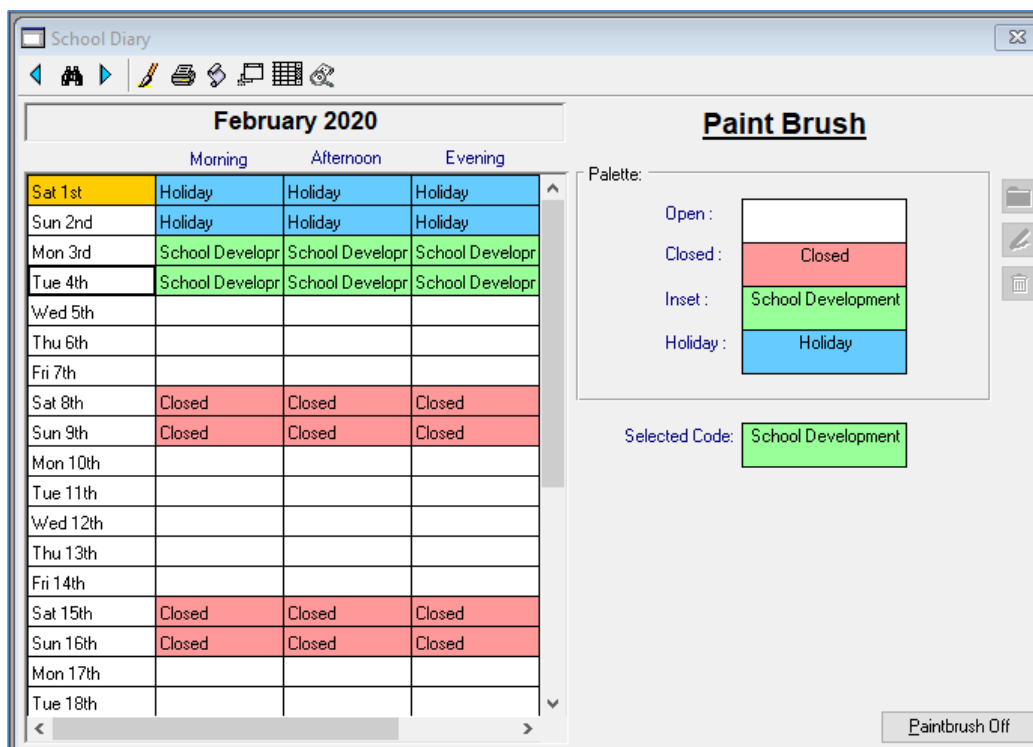 School Diary
February 2020
Morning Afternoon Evening
Sat 1st Holiday Holiday Holiday
Sun 2nd Holiday Holiday Holiday
Mon 3rd School Developr School Developr School Developr
Tue 4th School Developr School Developr School Developr
Wed 5th
Thu 6th
Fri 7th
Sat 8th Closed Closed Closed
Sun 9th Closed Closed Closed
Mon 10th
Tue 11th
Wed 12th
Thu 13th
Fri 14th
Sat 15th Closed Closed Closed
Sun 16th Closed Closed Closed
Mon 17th
Tue 18th
Paint Brush
Palette:
Open :
Closed : Closed
Inset : School Development
Holiday : Holiday
Selected Code: School Development
Paintbrush Off